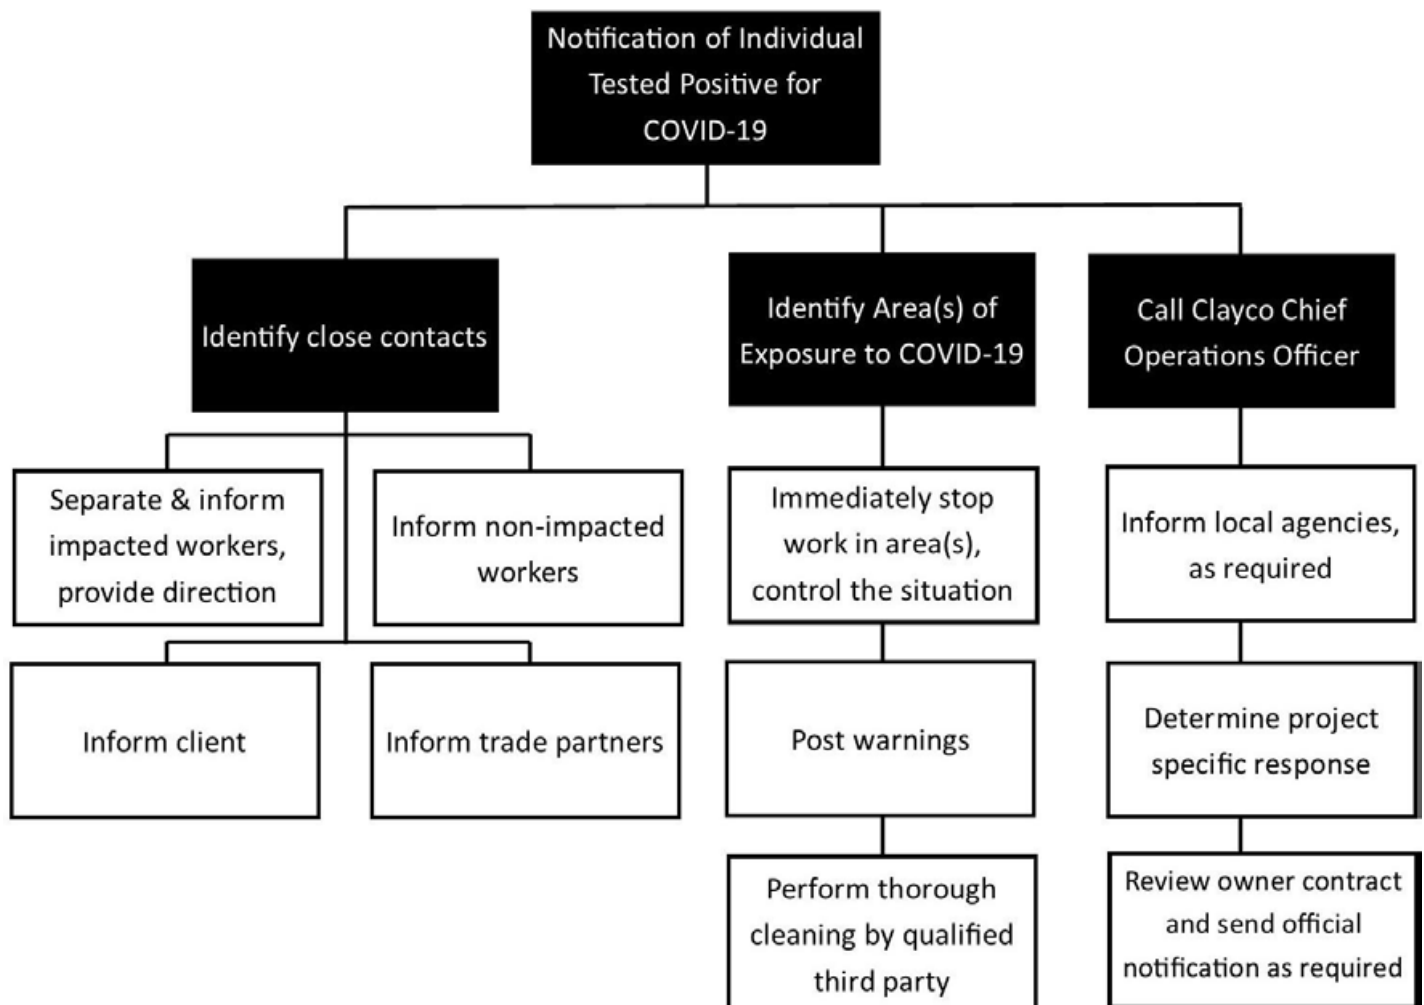 Notification of Individual
Tested Positive for
COVID-19
Identify close contacts
Identify Area(s) of
Exposure to COVID-19
Call Clayco Chief
Operations Officer
Separate & inform
impacted workers,
provide direction
Inform non-impacted
workers
Immediately stop
work in area(s),
control the situation
Inform local agencies,
as required
Inform client
Inform trade partners
Post warnings
Determine project
specific response
Perform thorough
cleaning by qualified
third party
Review owner contract
and send official
notification as required